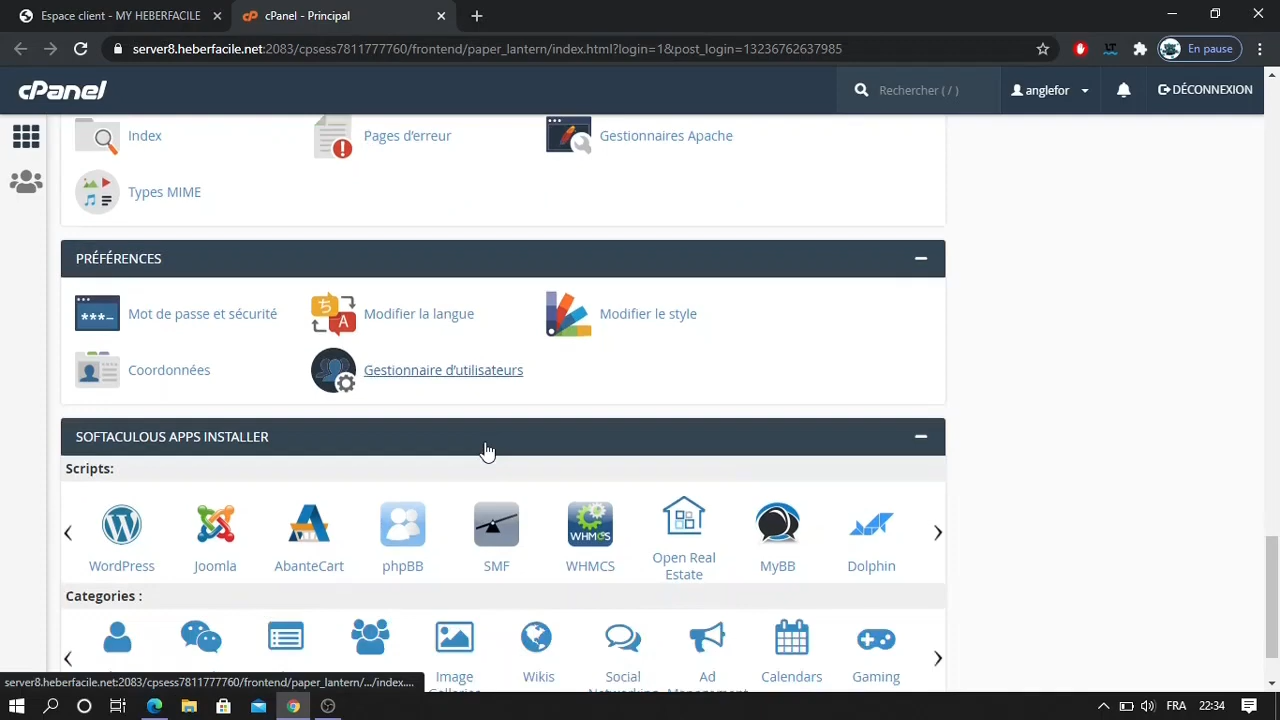 Espace client - MY HEBERFACILE
cPanel - Principal
server8.heberfacile.net:2083/cpsess7811777760/frontend/paper_lantern/index.html?login=1&post_login=13236762637985
En pause
cPanel
Rechercher ( / )
anglefor
DÉCONNEXION
Index
Pages d’erreur
Gestionnaires Apache
Types MIME
PRÉFÉRENCES
Mot de passe et sécurité
Modifier la langue
Modifier le style
Coordonnées
Gestionnaire d’utilisateurs
SOFTACULOUS APPS INSTALLER
Scripts:
WHMCS
WordPress
Joomla
AbanteCart
phpBB
SMF
WHMCS
Open Real
Estate
MyBB
Dolphin
Categories :
Image
Galleries
Wikis
Social
Networking
Ad
Management
Calendars
Gaming
server8.heberfacile.net:2083/cpsess7811777760/frontend/paper_lantern/.../index....
FRA
22:34